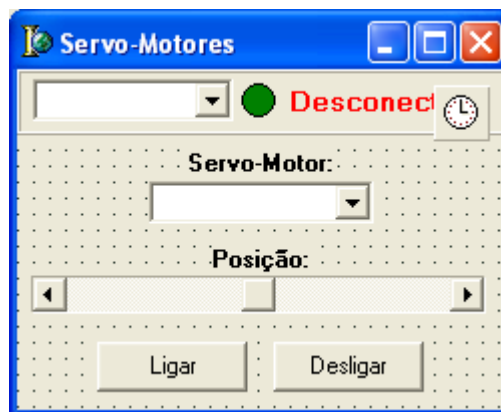 Servo-Motores
Desconect
Servo-Motor:
Posição:
Ligar
Desligar